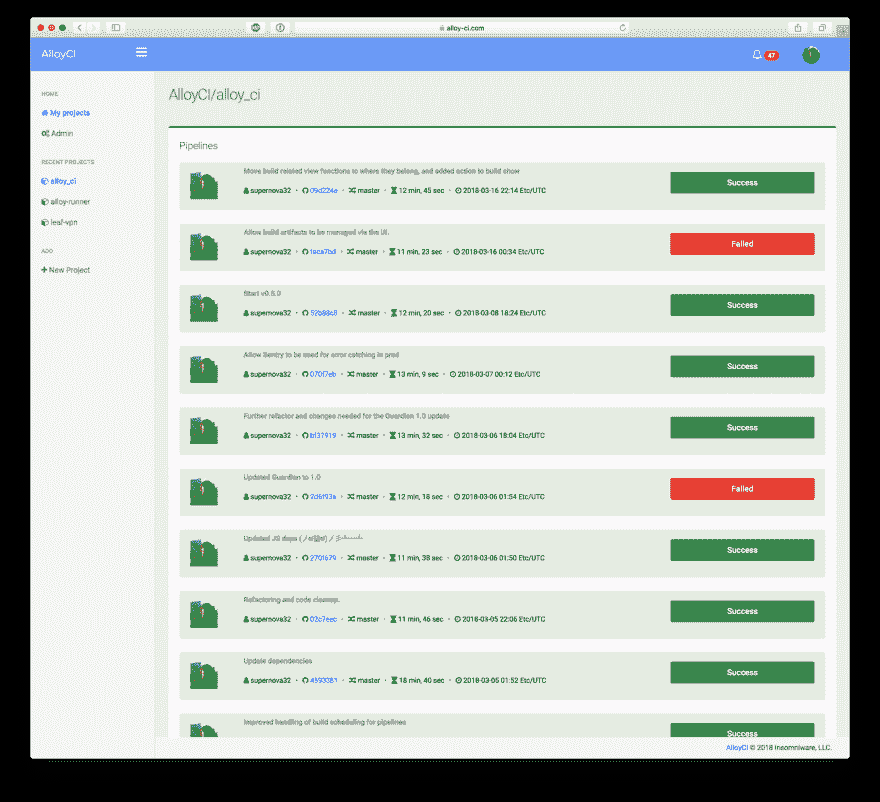 alloy-ci.com
AlloyCI
47
HOME
My projects
Admin
RECENT PROJECTS
alloy_ci
alloy-runner
leaf-vpn
ADD
New Project
AlloyCI/alloy_ci
Pipelines
Move build related view functions to where they belong, and added action to build show
supernova32 · 09d224e · master · 12 min, 45 sec · 2018-03-16 22:14 Etc/UTC
Success
Allow build artifacts to be managed via the UI.
supernova32 · · master · 11 min, 23 sec · 2018-03-16 00:34 Etc/UTC
Failed
Start v0.6.0
supernova32 · · master · 12 min, 20 sec · 2018-03-08 18:24 Etc/UTC
Success
Allow Sentry to be used for error catching in prod
supernova32 · 070f7eb · master · 13 min, 9 sec · 2018-03-07 00:12 Etc/UTC
Success
Further refactor and changes needed for the Guardian 1.0 update
supernova32 · · master · 13 min, 32 sec · 2018-03-06 18:04 Etc/UTC
Success
Updated Guardian to 1.0
supernova32 · · master · 12 min, 18 sec · 2018-03-06 01:54 Etc/UTC
Failed
Updated JS deps
supernova32 · · master · 11 min, 38 sec · 2018-03-06 01:50 Etc/UTC
Success
Refactoring and code cleanup.
supernova32 · 02c7eec · master · 11 min, 46 sec · 2018-03-05 22:06 Etc/UTC
Success
Update dependencies
supernova32 · · master · 18 min, 40 sec · 2018-03-05 01:52 Etc/UTC
Success
Improved handling of build scheduling for pipelines
Success
AlloyCI © 2018 Insomniware, LLC.